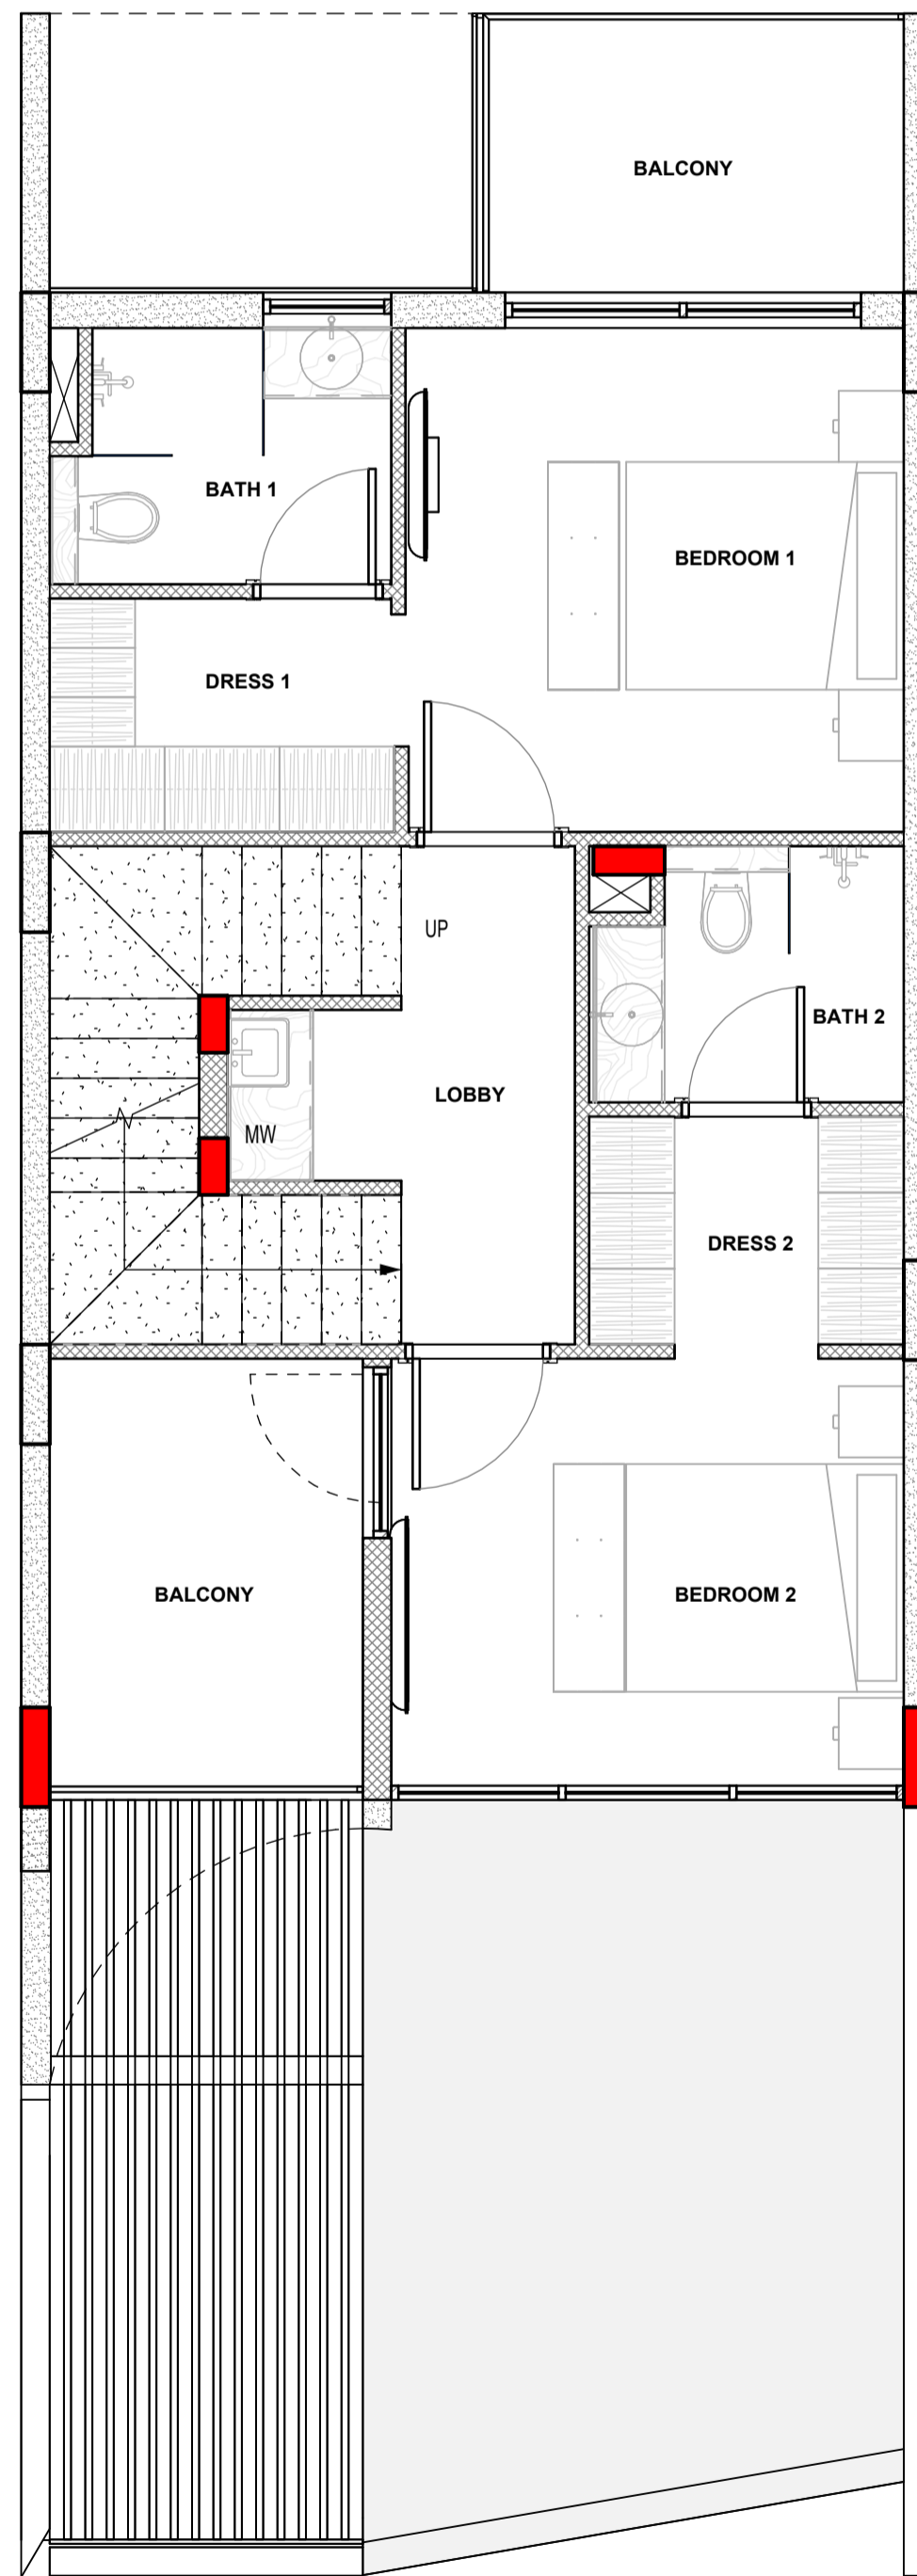 BALCONY
BATH 1
BEDROOM 1
DRESS 1
UP
BATH 2
LOBBY
MW
DRESS 2
BALCONY
BEDROOM 2